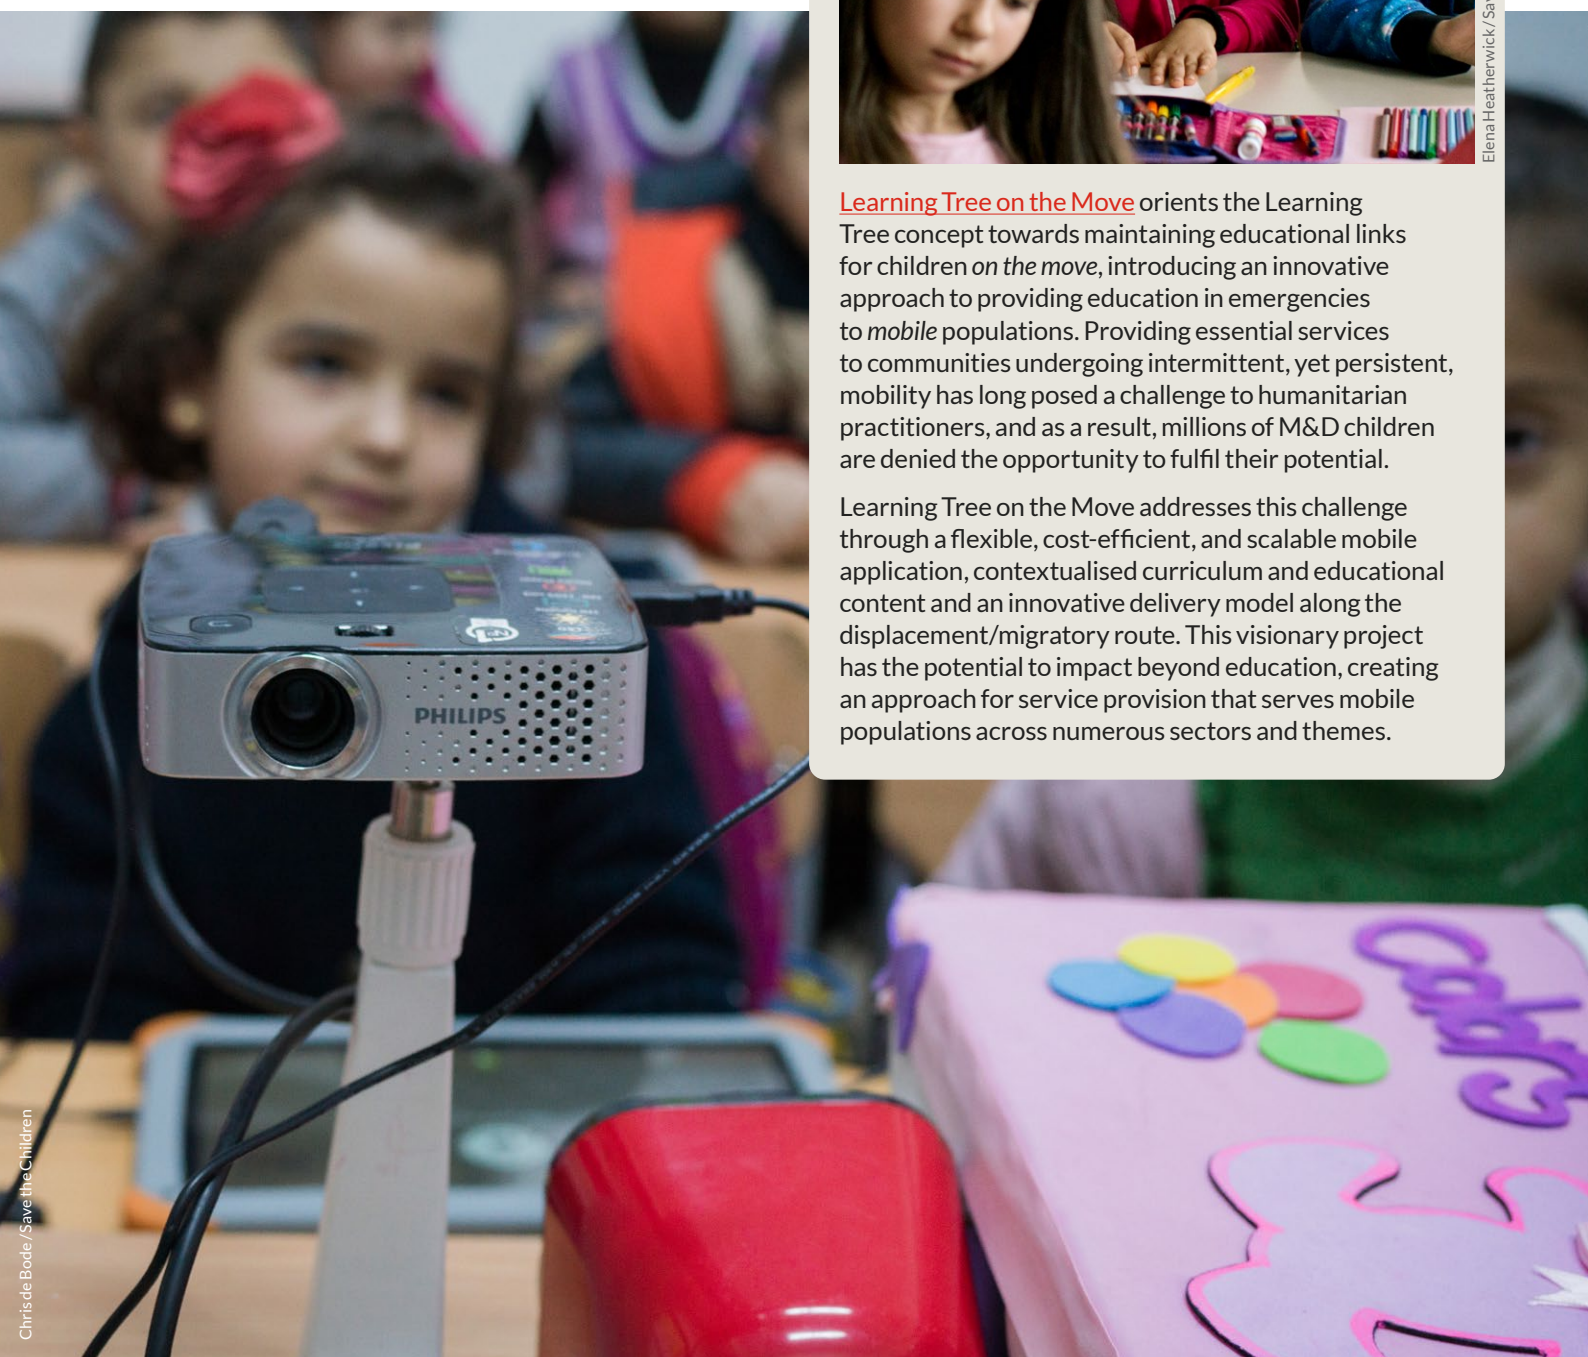 Elena Heatherwick / Sa
Learning Tree on the Move orients the Learning
Tree concept towards maintaining educational links
for children on the move, introducing an innovative
approach to providing education in emergencies
to mobile populations. Providing essential services
to communities undergoing intermittent, yet persistent,
mobility has long posed a challenge to humanitarian
practitioners, and as a result, millions of M&D children
are denied the opportunity to fulfil their potential.
Learning Tree on the Move addresses this challenge
through a flexible, cost-efficient, and scalable mobile
application, contextualised curriculum and educational
content and an innovative delivery model along the
displacement/migratory route. This visionary project
has the potential to impact beyond education, creating
an approach for service provision that serves mobile
populations across numerous sectors and themes.
PHILIPS
Colors
Chris de Bode / Save the Children